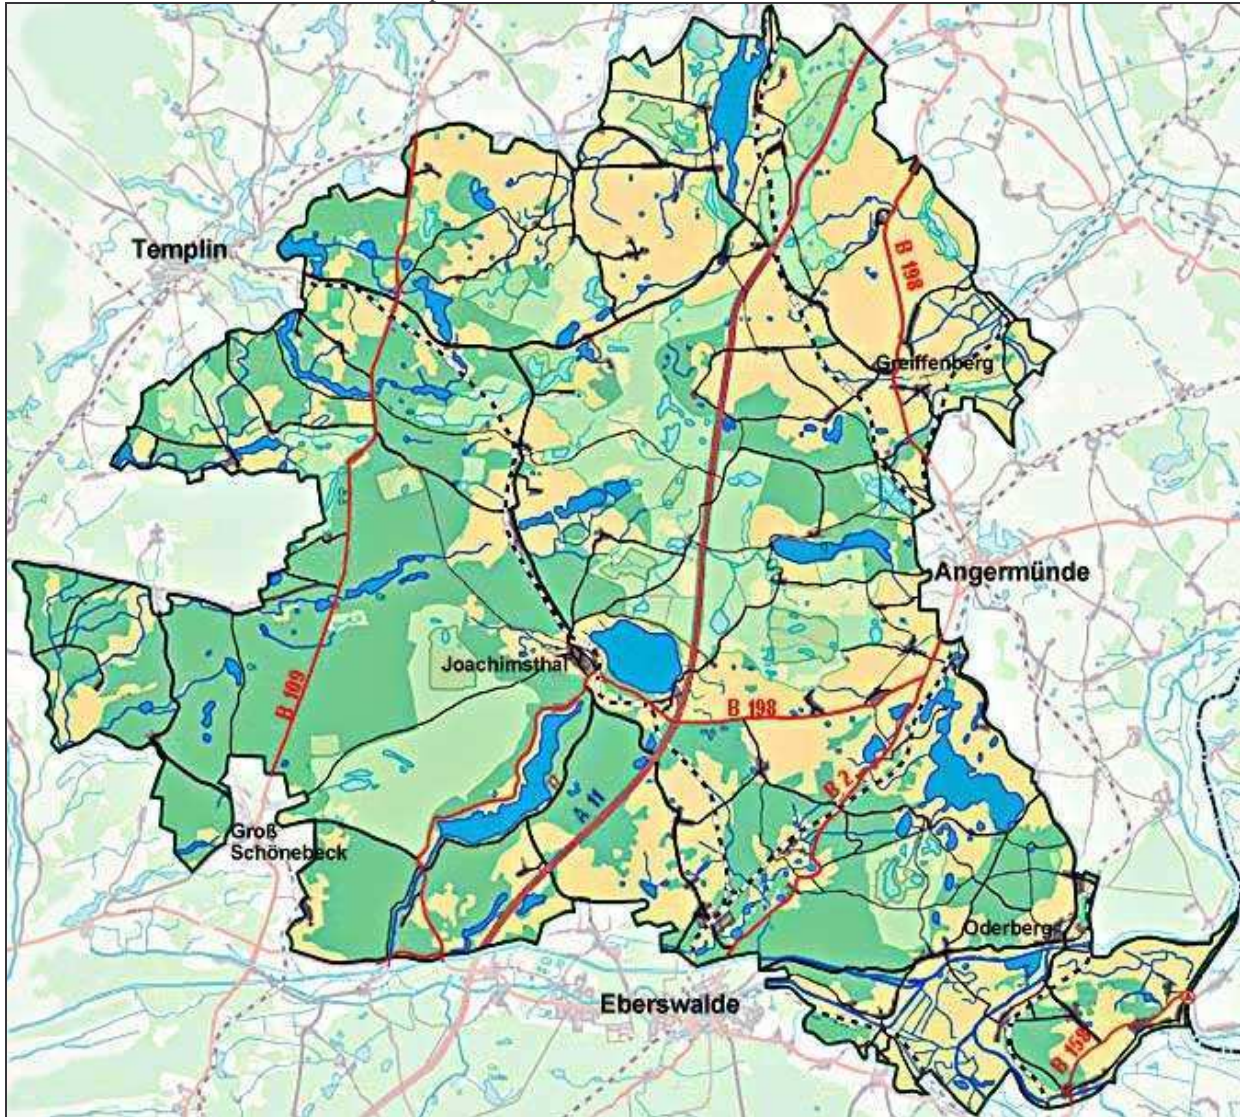 Templin
B 198
Greiffenberg
Angermünde
Joachimsthal
B 109
B 198
B 2
A 11
Groß
Schönebeck
Oderberg
Eberswalde
B 158